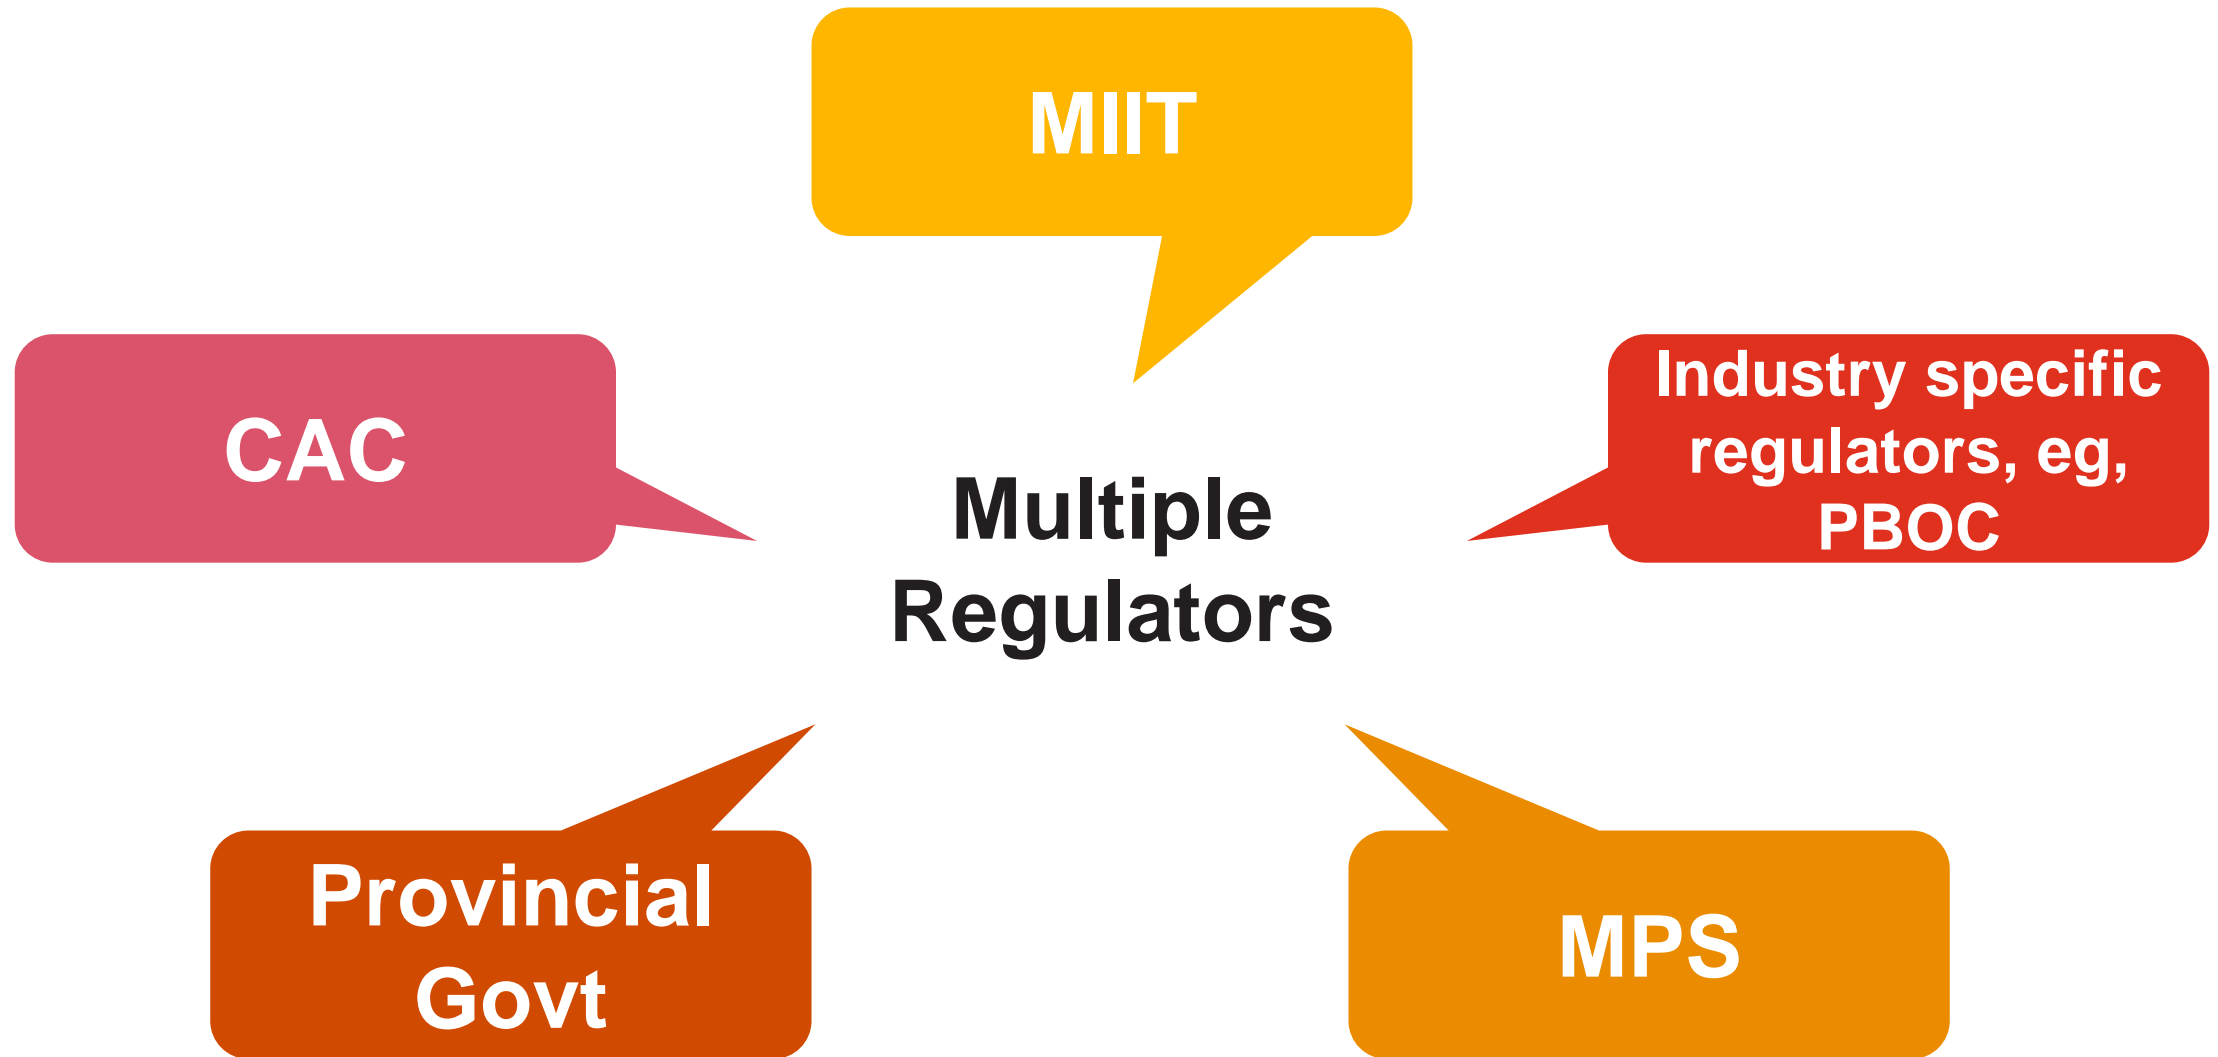 MIIT
CAC
Industry specific
regulators, eg,
PBOC
Multiple
Regulators
Provincial
Govt
MPS